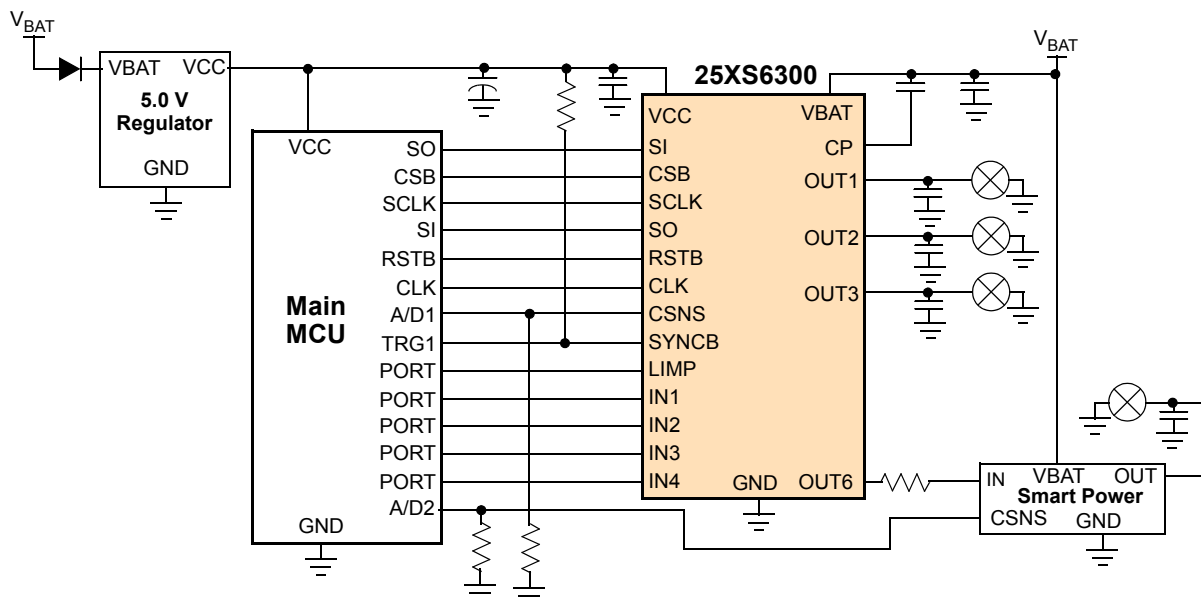 VBAT
VBAT VCC
5.0 V
Regulator
GND
VCC
SO
CSB
SCLK
SI
RSTB
CLK
A/D1
TRG1
PORT
PORT
PORT
PORT
PORT
A/D2
Main
MCU
GND
25XS6300
VCC
SI
CSB
SCLK
SO
RSTB
CLK
CSNS
SYNCB
LIMP
IN1
IN2
IN3
IN4
VBAT
CP
OUT1
OUT2
OUT3
GND OUT6
VBAT
IN VBAT OUT
Smart Power
CSNS GND